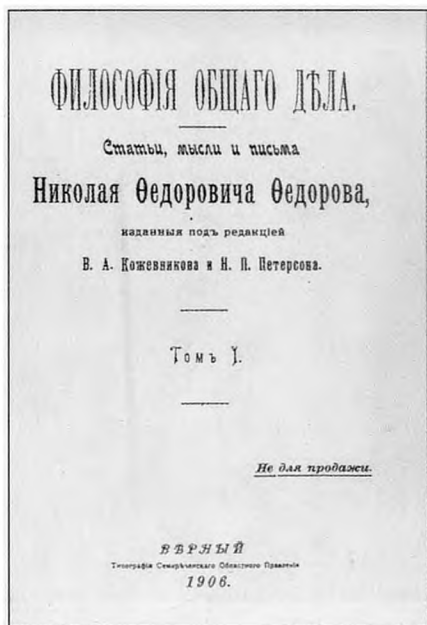 ФИЛОСОФІЯ ОБЩАГО ДѢЛА.
Статьи, мысли и письма
Николая Ѳедоровича Ѳедорова,
изданныя подъ редакціей
В. А. Кожевникова и Н. П. Петерсона.
Томъ I.
Не для продажи.
ВѢРНЫЙ
Типографія Семирѣченскаго Областного Правленія
1906.